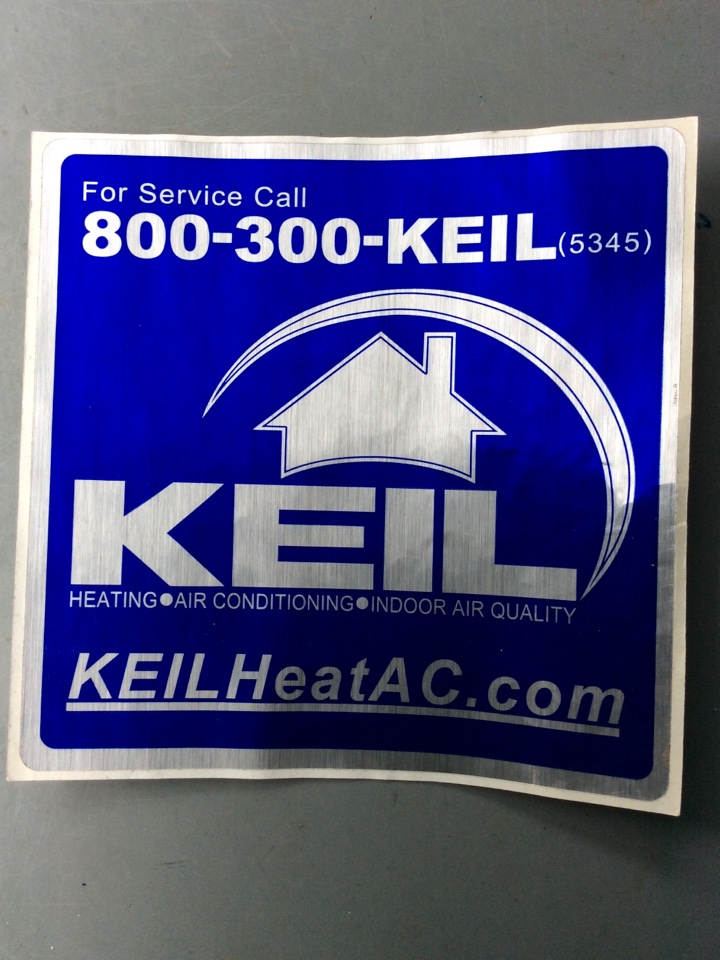 For Service Call
800-300-KEIL(5345)
KEIL
HEATING●AIR CONDITIONING●INDOOR AIR QUALITY
KEILHeatAC.com